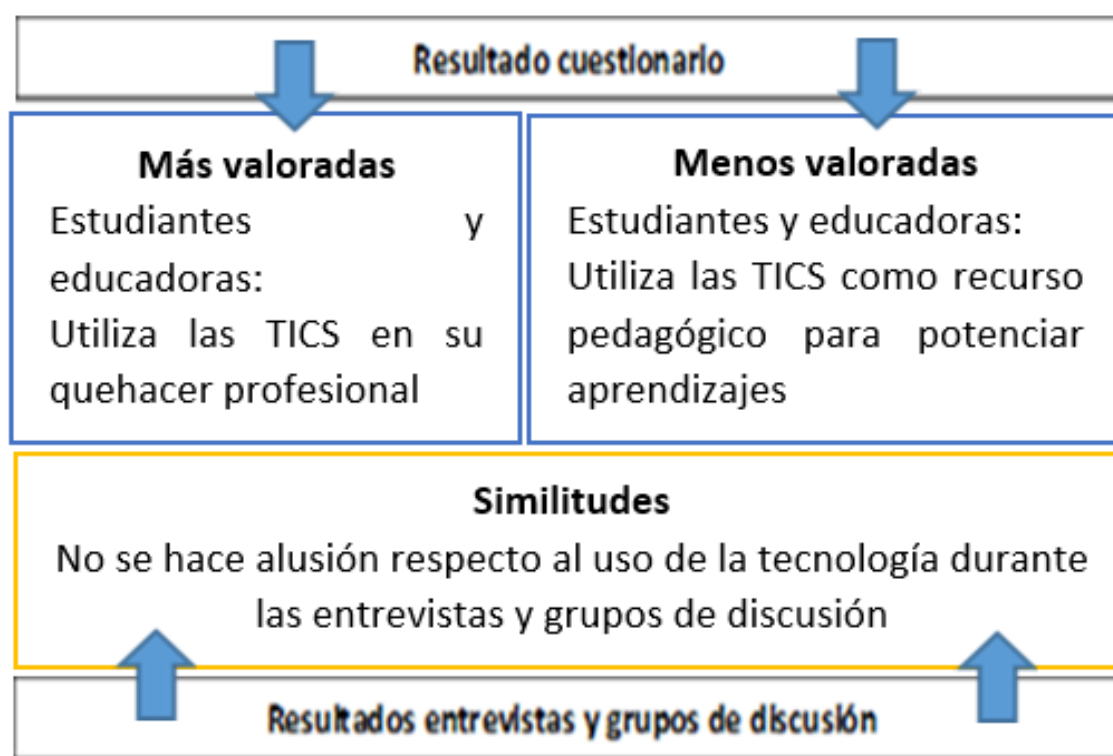 Resultado cuestionario
Más valoradas
Estudiantes y
educadoras:
Utiliza las TICS en su
quehacer profesional
Menos valoradas
Estudiantes y educadoras:
Utiliza las TICS como recurso
pedagógico para potenciar
aprendizajes
Similitudes
No se hace alusión respecto al uso de la tecnología durante
las entrevistas y grupos de discusión
Resultados entrevistas y grupos de discusión